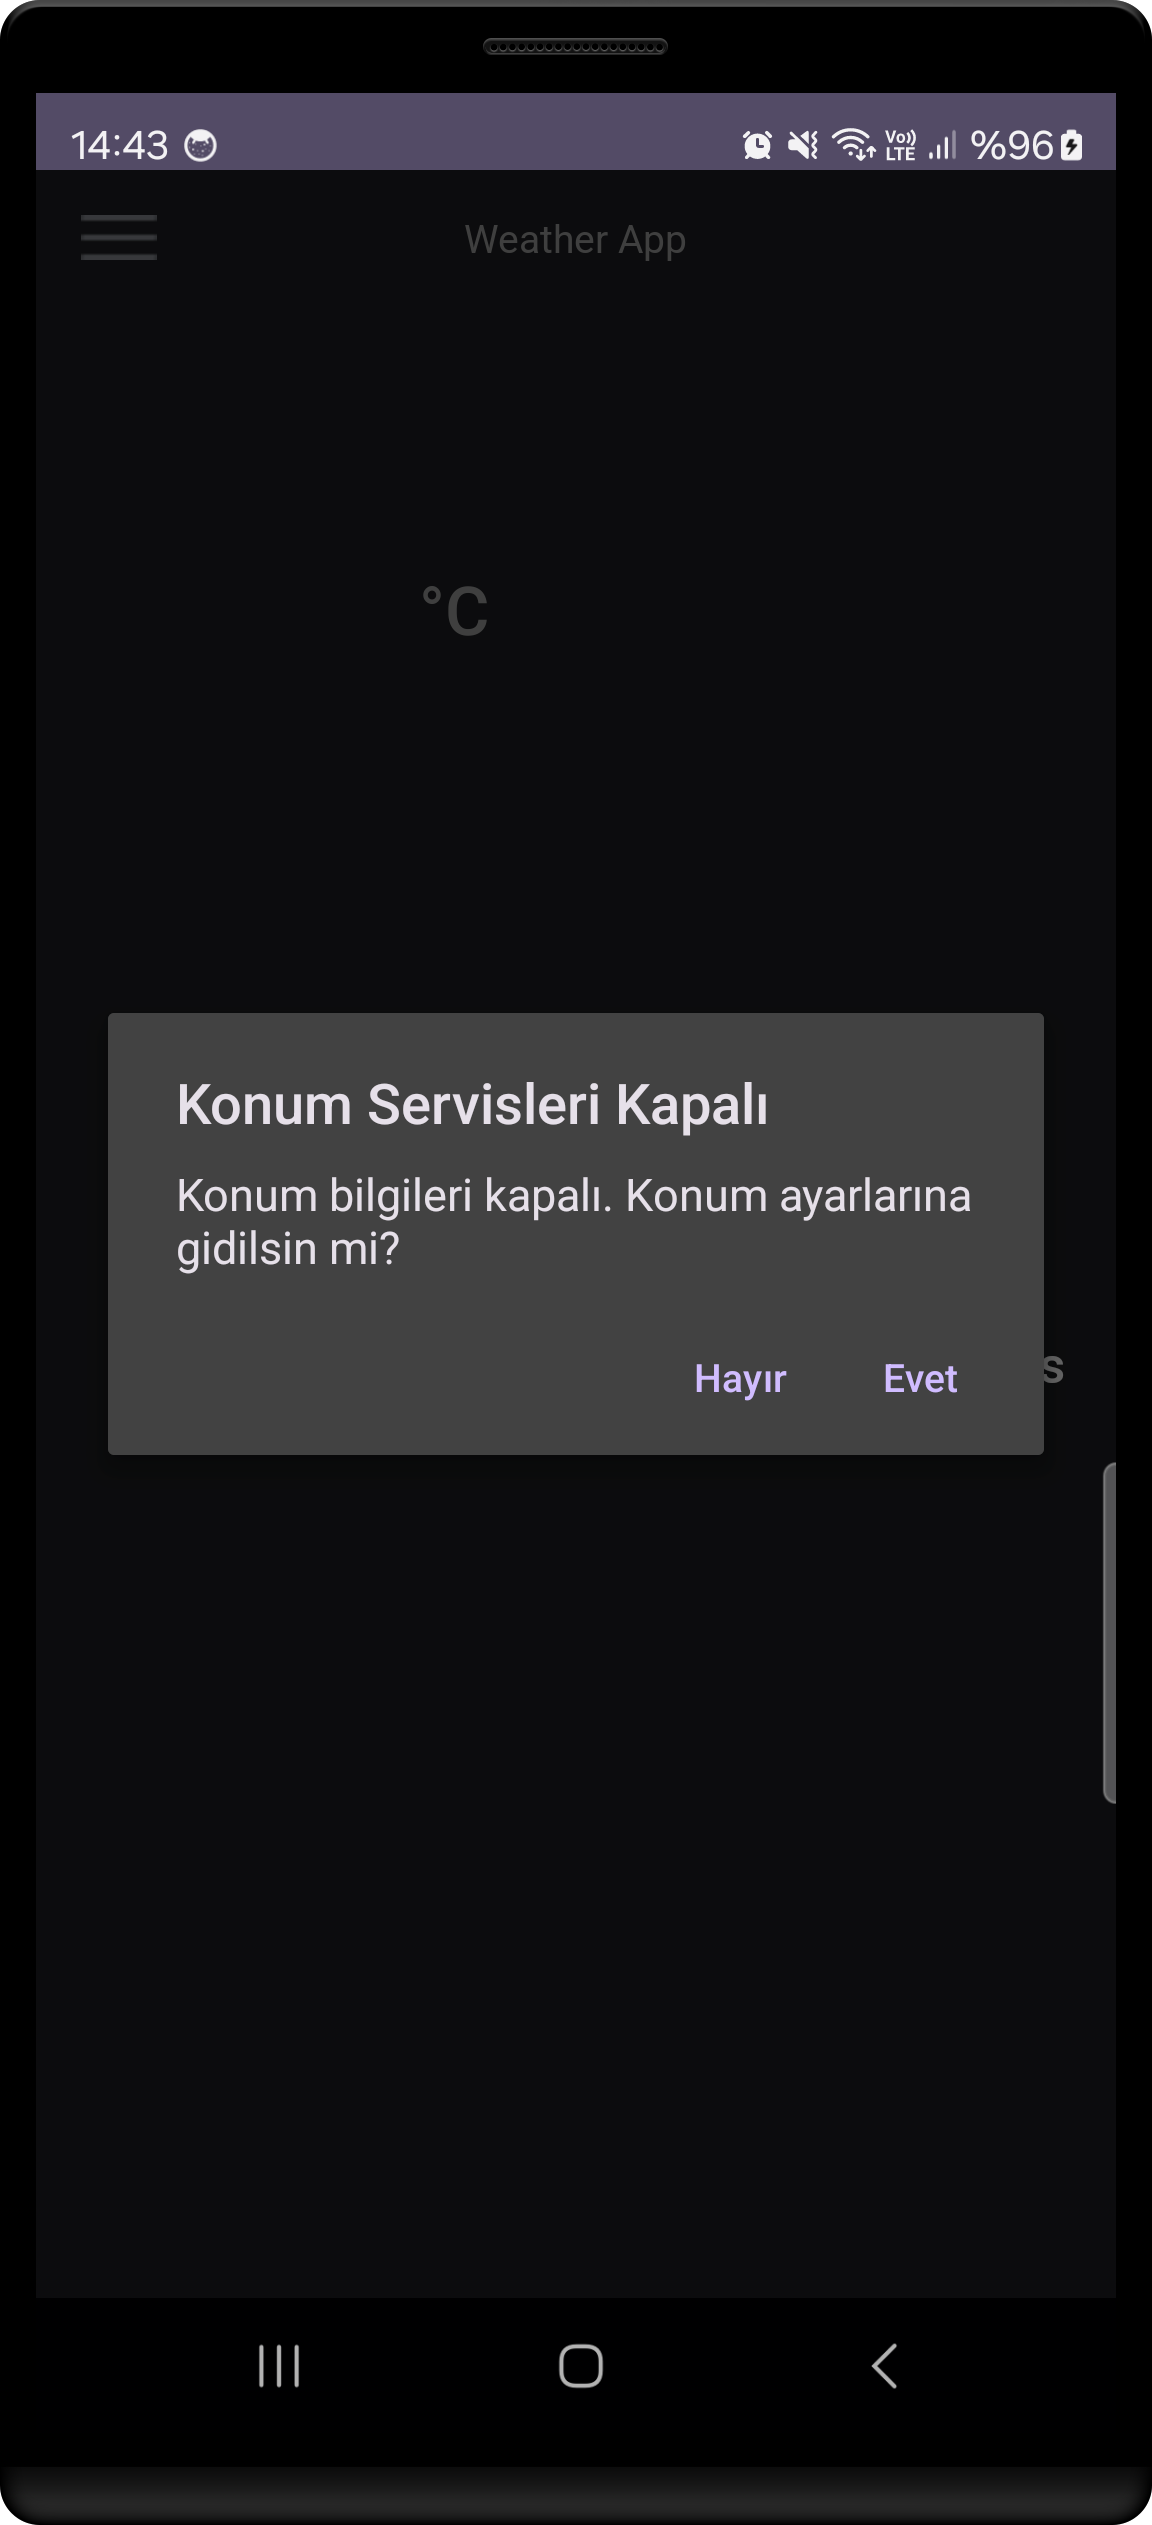 14:43
Vo)) LTE %96
Weather App
°C
Konum Servisleri Kapalı
Konum bilgileri kapalı. Konum ayarlarına
gidilsin mi?
s
Hayır Evet